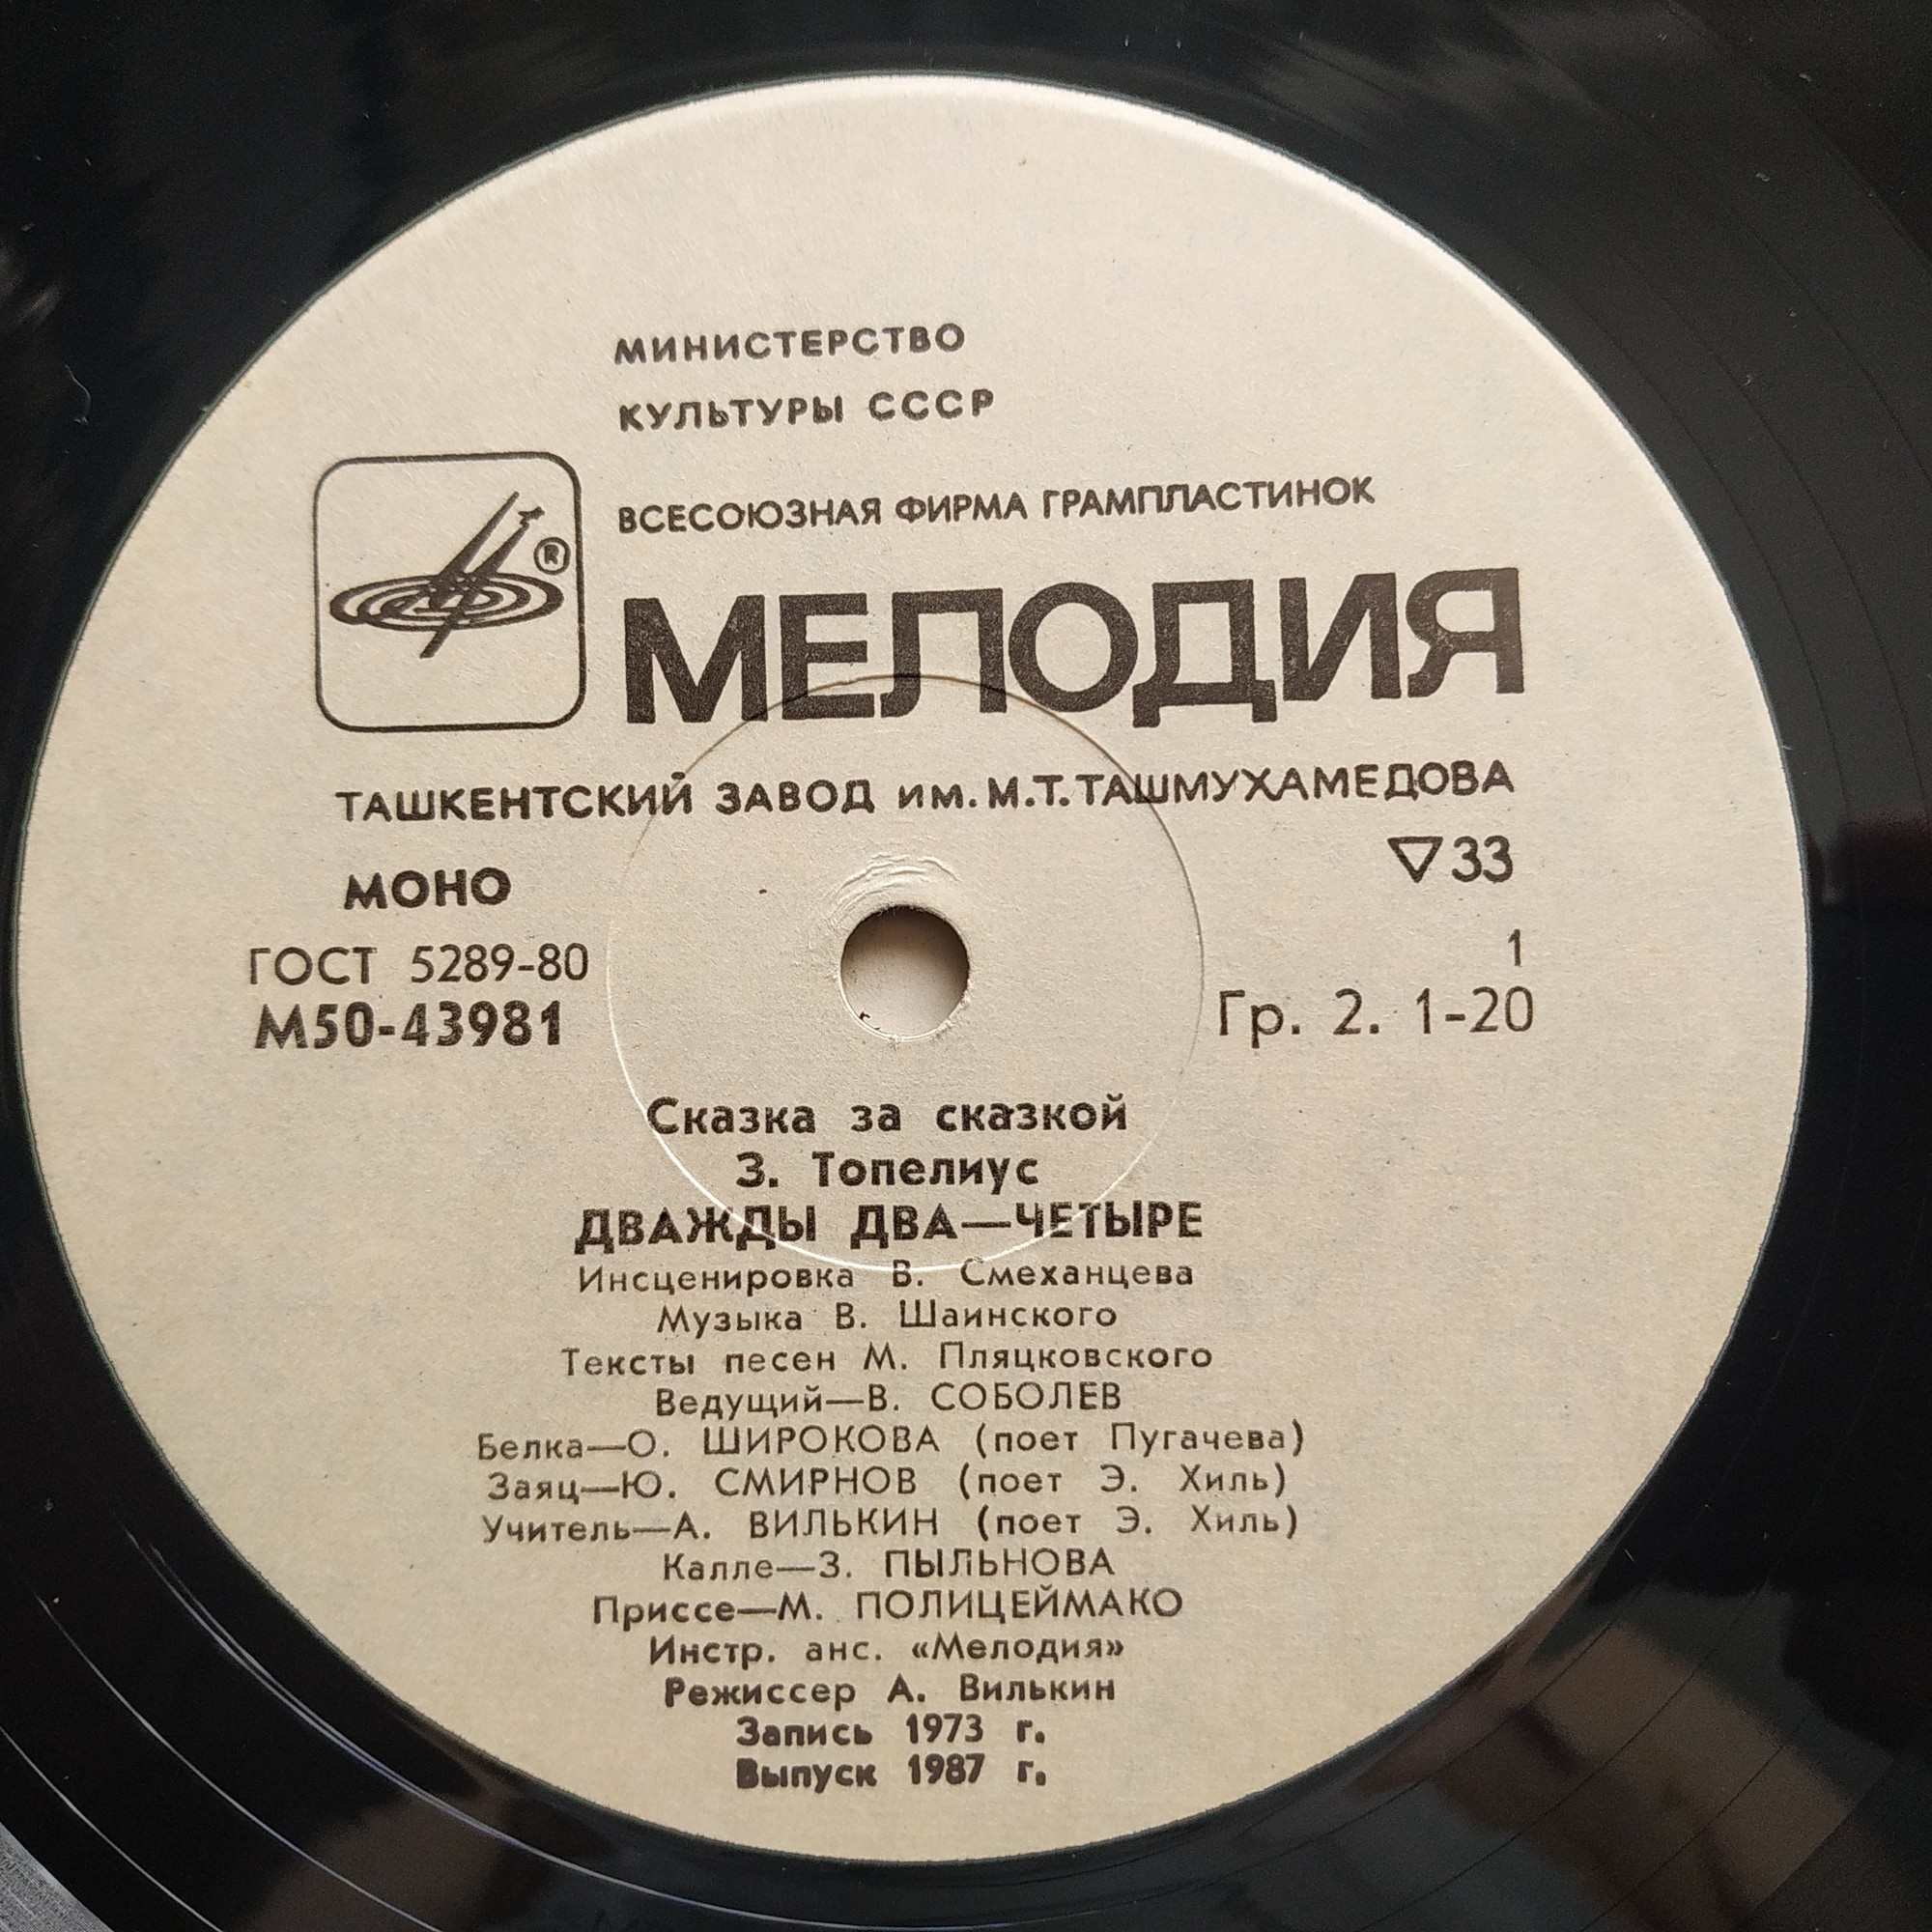 МИНИСТЕРСТВО
КУЛЬТУРЫ СССР
ВСЕСОЮЗНАЯ ФИРМА ГРАМПЛАСТИНОК
®
МЕЛОДИЯ
ТАШКЕНТСКИЙ ЗАВОД им. М.Т. ТАШМУХАМЕДОВА
МОНО
▽33
ГОСТ 5289-80
1
М50-43981
Гр. 2. 1-20
Сказка за сказкой
З. Топелиус
ДВАЖДЫ ДВА—ЧЕТЫРЕ
Инсценировка В. Смеханцева
Музыка В. Шаинского
Тексты песен М. Пляцковского
Ведущий—В. СОБОЛЕВ
Белка—О. ШИРОКОВА (поет Пугачева)
Заяц—Ю. СМИРНОВ (поет Э. Хиль)
Учитель—А. ВИЛЬКИН (поет Э. Хиль)
Калле—З. ПЫЛЬНОВА
Приссе—М. ПОЛИЦЕЙМАКО
Инстр. анс. «Мелодия»
Режиссер А. Вилькин
Запись 1973 г.
Выпуск 1987 г.